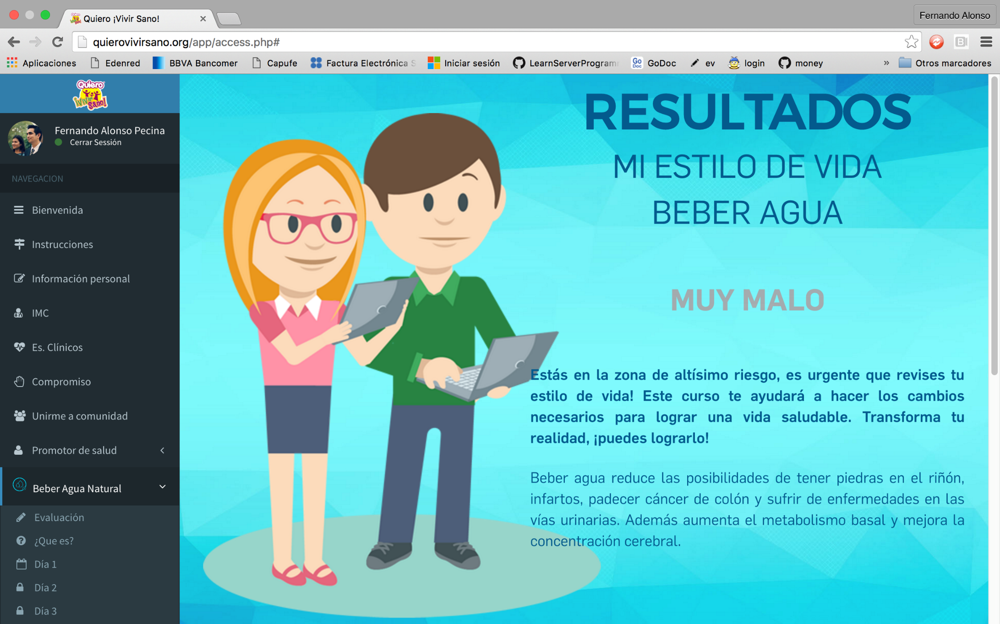 Quiero ¡Vivir Sano!
Fernando Alonso
quierovivirsano.org/app/access.php#
Aplicaciones
Edenred
BBVA Bancomer
Capufe
Factura Electrónica S
Iniciar sesión
LearnServerProgram
Go Doc
GoDoc
ev
login
money
»
Otros marcadores
Quiero
¡Vivir
Sano!
Fernando Alonso Pecina
Cerrar Sessión
NAVEGACION
Bienvenida
Instrucciones
Información personal
IMC
Es. Clínicos
Compromiso
Unirme a comunidad
Promotor de salud
Beber Agua Natural
Evaluación
¿Que es?
Día 1
Día 2
Día 3
RESULTADOS
MI ESTILO DE VIDA
BEBER AGUA
MUY MALO
Estás en la zona de altísimo riesgo, es urgente que revises tu
estilo de vida! Este curso te ayudará a hacer los cambios
necesarios para lograr una vida saludable. Transforma tu
realidad, ¡puedes lograrlo!
Beber agua reduce las posibilidades de tener piedras en el riñón,
infartos, padecer cáncer de colón y sufrir de enfermedades en las
vías urinarias. Además aumenta el metabolismo basal y mejora la
concentración cerebral.